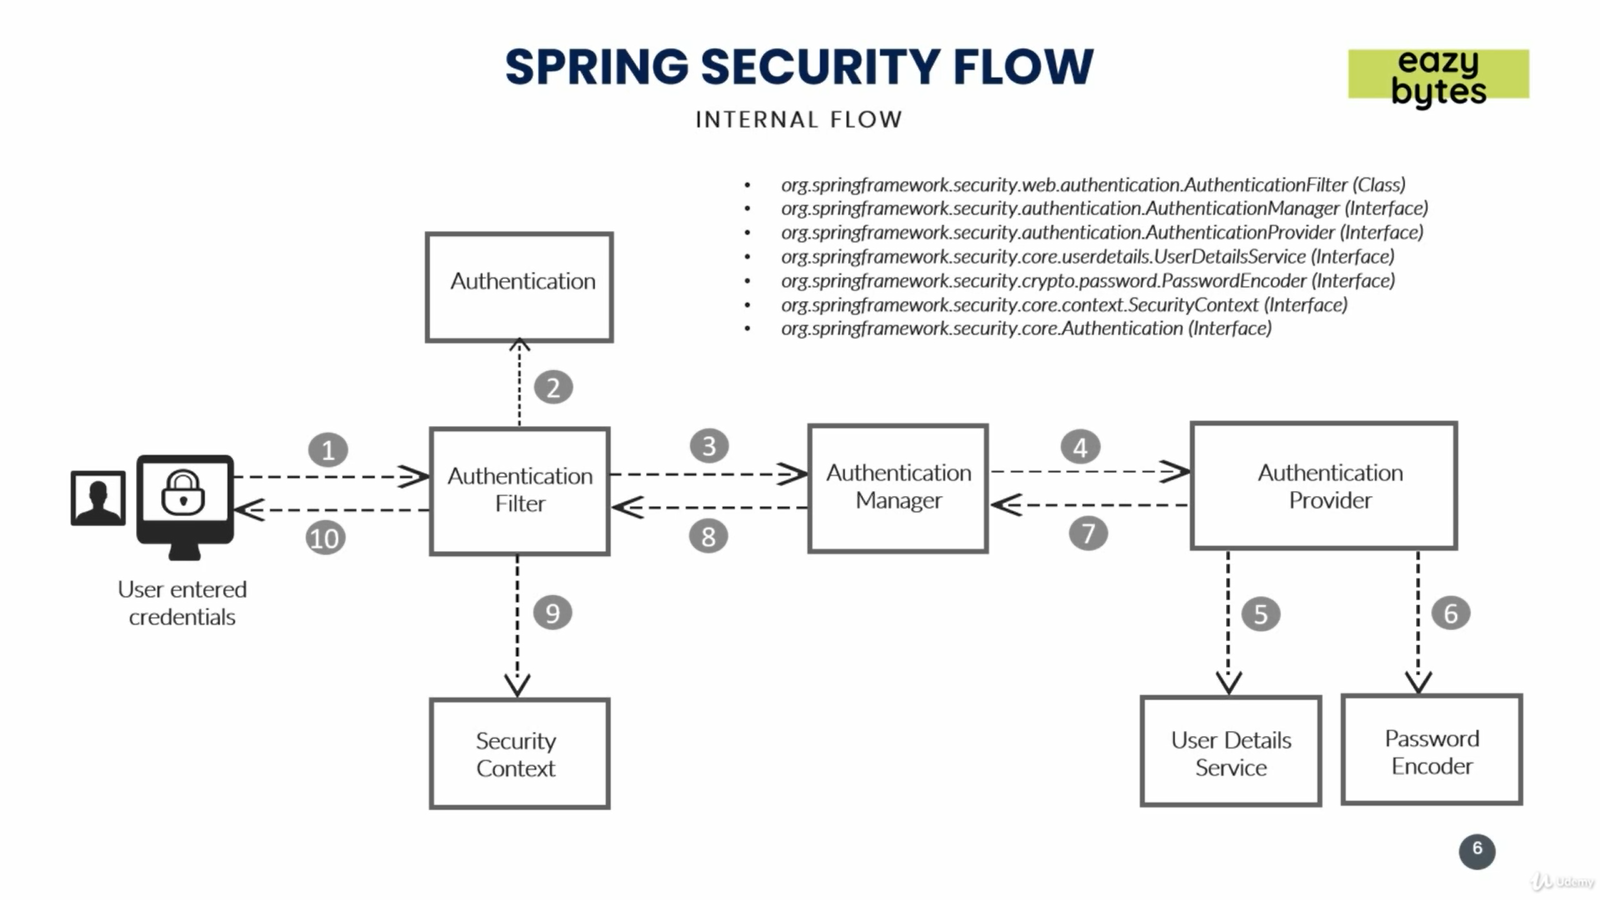 SPRING SECURITY FLOW
INTERNAL FLOW
eazy
bytes
• org.springframework.security.web.authentication.AuthenticationFilter (Class)
• org.springframework.security.authentication.AuthenticationManager (Interface)
• org.springframework.security.authentication.AuthenticationProvider (Interface)
• org.springframework.security.core.userdetails.UserDetailsService (Interface)
• org.springframework.security.crypto.password.PasswordEncoder (Interface)
• org.springframework.security.core.context.SecurityContext (Interface)
• org.springframework.security.core.Authentication (Interface)
Authentication
2
1
Authentication
Filter
3
Authentication
Manager
4
Authentication
Provider
10
8
7
User entered
credentials
9
5
6
Security
Context
User Details
Service
Password
Encoder
6
Udemy